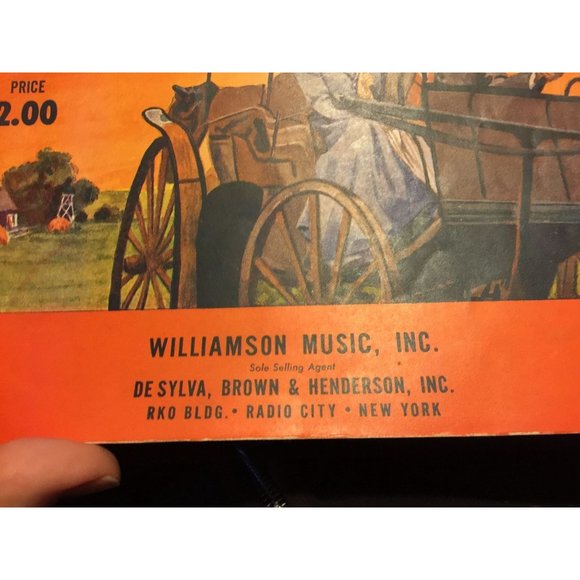 PRICE
2.00
WILLIAMSON MUSIC, INC.
Sole Selling Agent
DE SYLVA, BROWN & HENDERSON, INC.
RKO BLDG. • RADIO CITY • NEW YORK